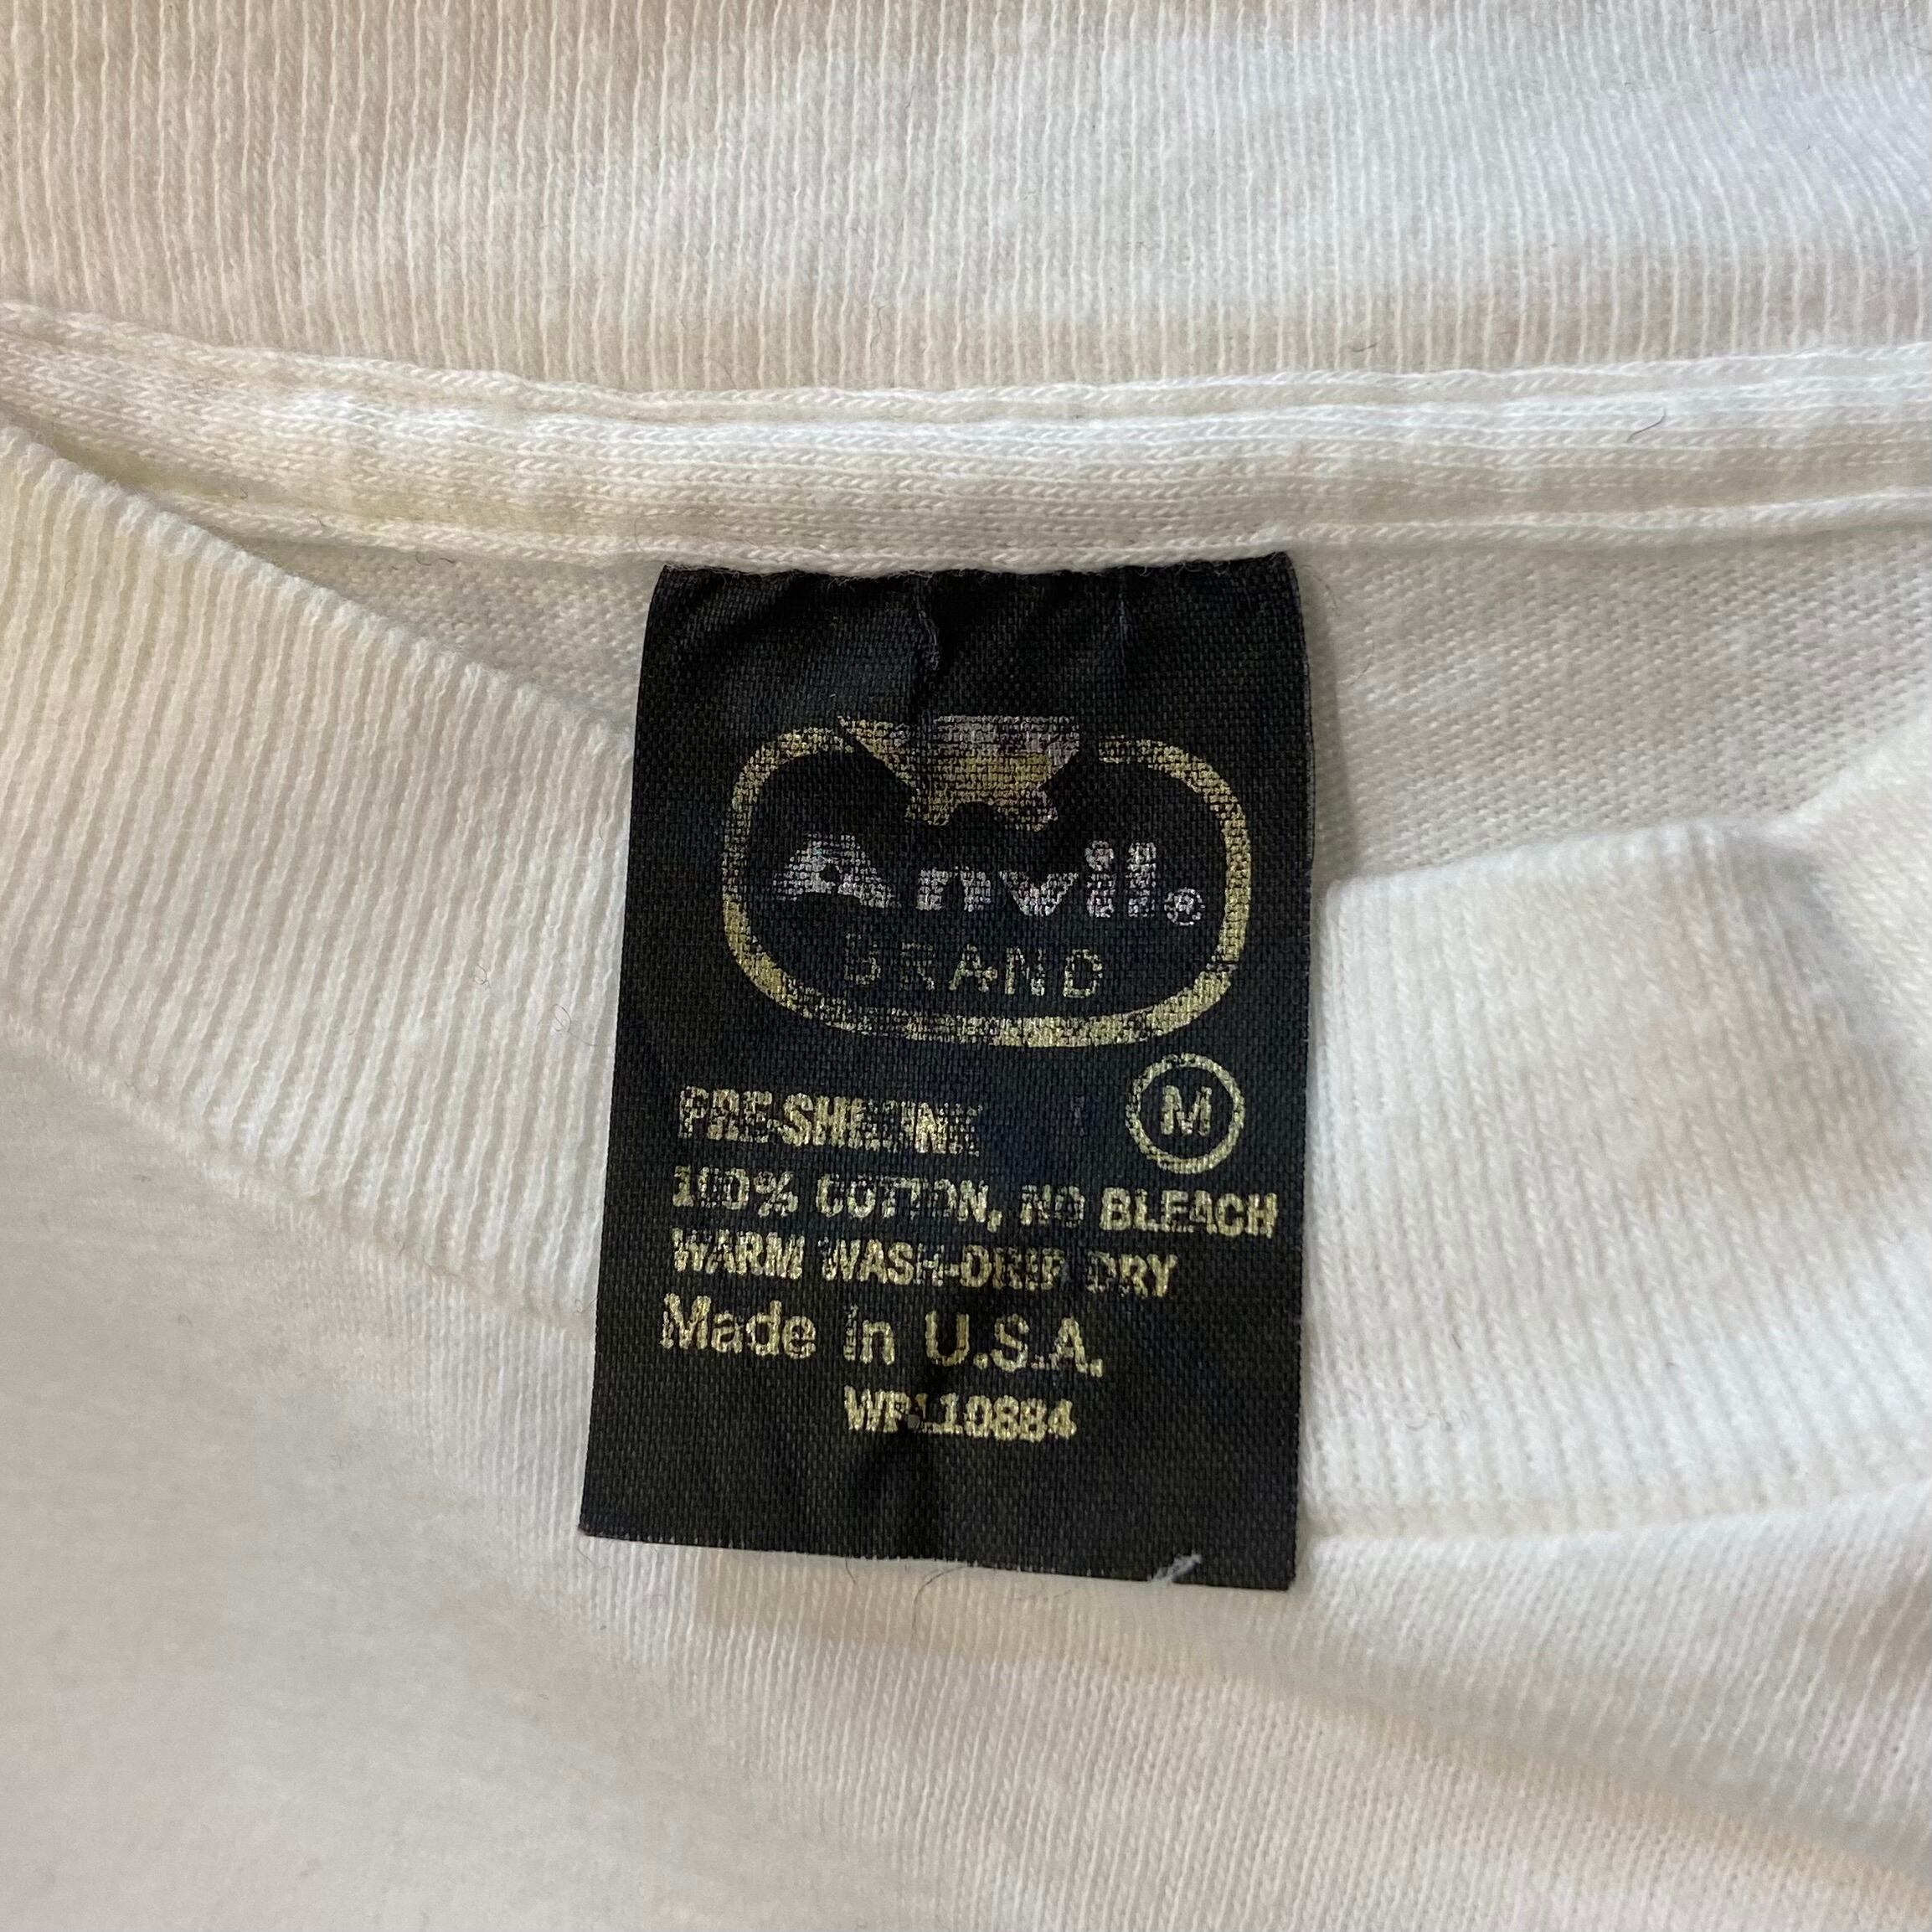 Anvil®
BRAND
M
PRE-SHRUNK
100% COTTON, NO BLEACH
WARM WASH-DRIP DRY
Made in U.S.A.
WPL10884